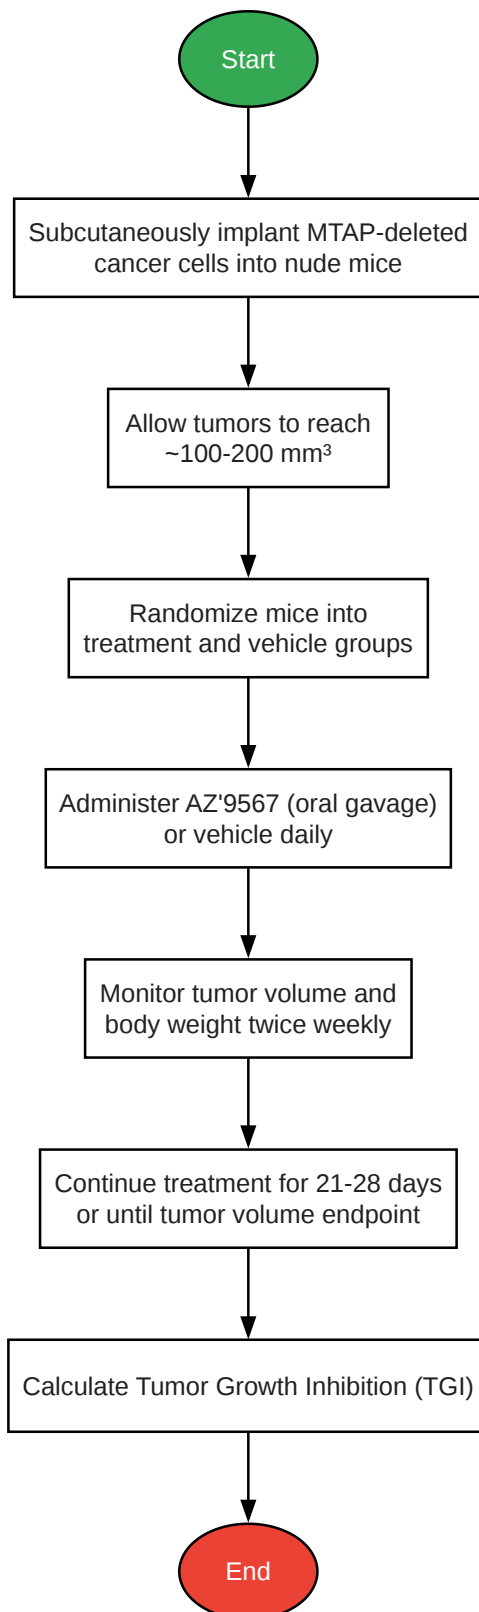 Start
Subcutaneously implant MTAP-deleted
cancer cells into nude mice
Allow tumors to reach
~100-200 mm³
Randomize mice into
treatment and vehicle groups
Administer AZ'9567 (oral gavage)
or vehicle daily
Monitor tumor volume and
body weight twice weekly
Continue treatment for 21-28 days
or until tumor volume endpoint
Calculate Tumor Growth Inhibition (TGI)
End